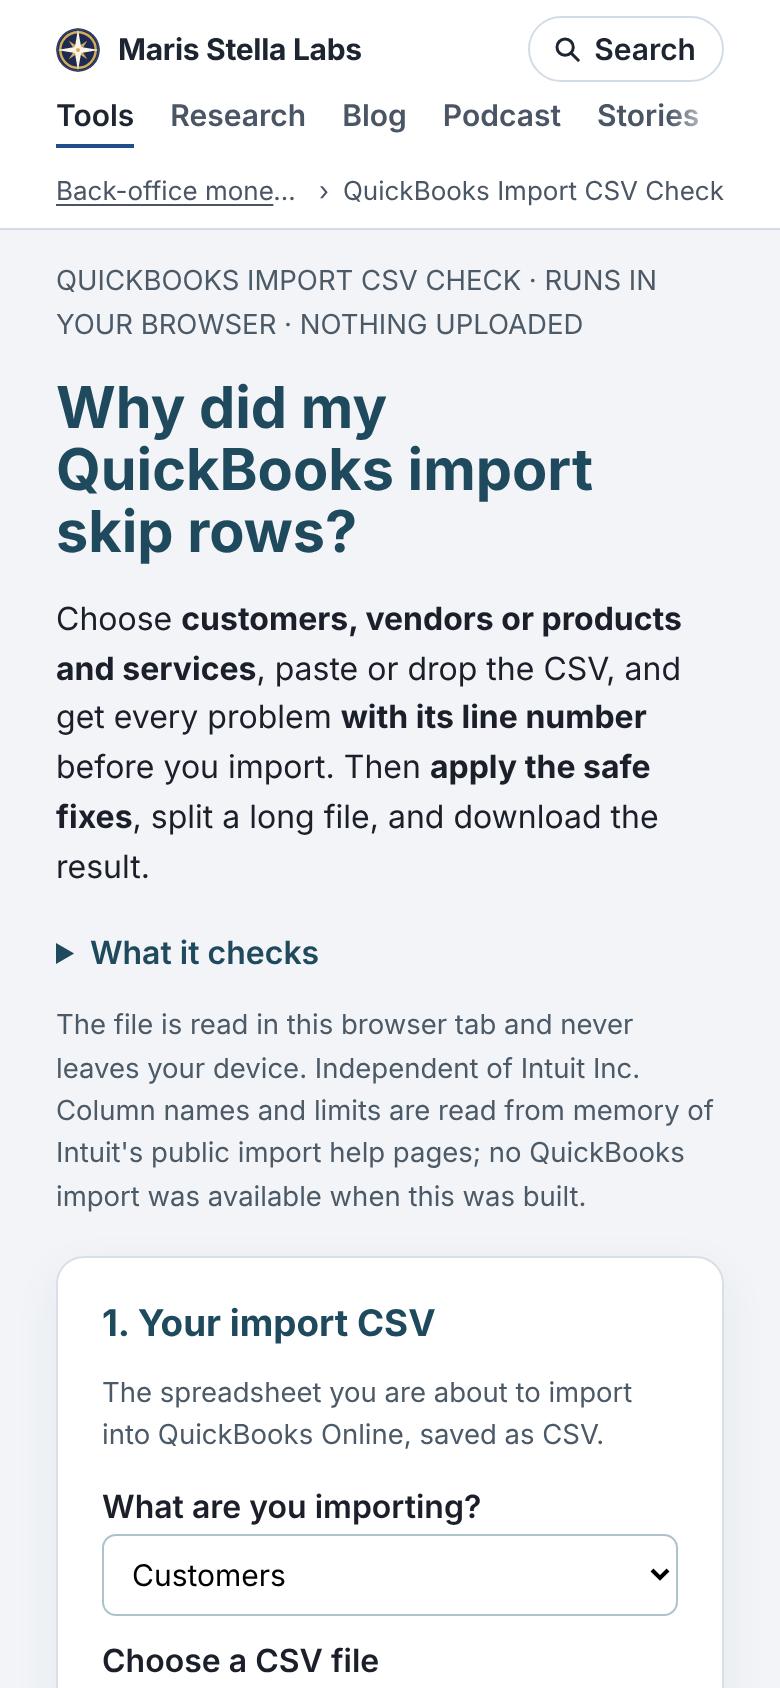 Maris Stella Labs
Search
Tools Research Blog Podcast Stories
Back-office mone... › QuickBooks Import CSV Check
QUICKBOOKS IMPORT CSV CHECK · RUNS IN
YOUR BROWSER · NOTHING UPLOADED
Why did my
QuickBooks import
skip rows?
Choose customers, vendors or products
and services, paste or drop the CSV, and
get every problem with its line number
before you import. Then apply the safe
fixes, split a long file, and download the
result.
▶ What it checks
The file is read in this browser tab and never
leaves your device. Independent of Intuit Inc.
Column names and limits are read from memory of
Intuit's public import help pages; no QuickBooks
import was available when this was built.
1. Your import CSV
The spreadsheet you are about to import
into QuickBooks Online, saved as CSV.
What are you importing?
Customers
Choose a CSV file